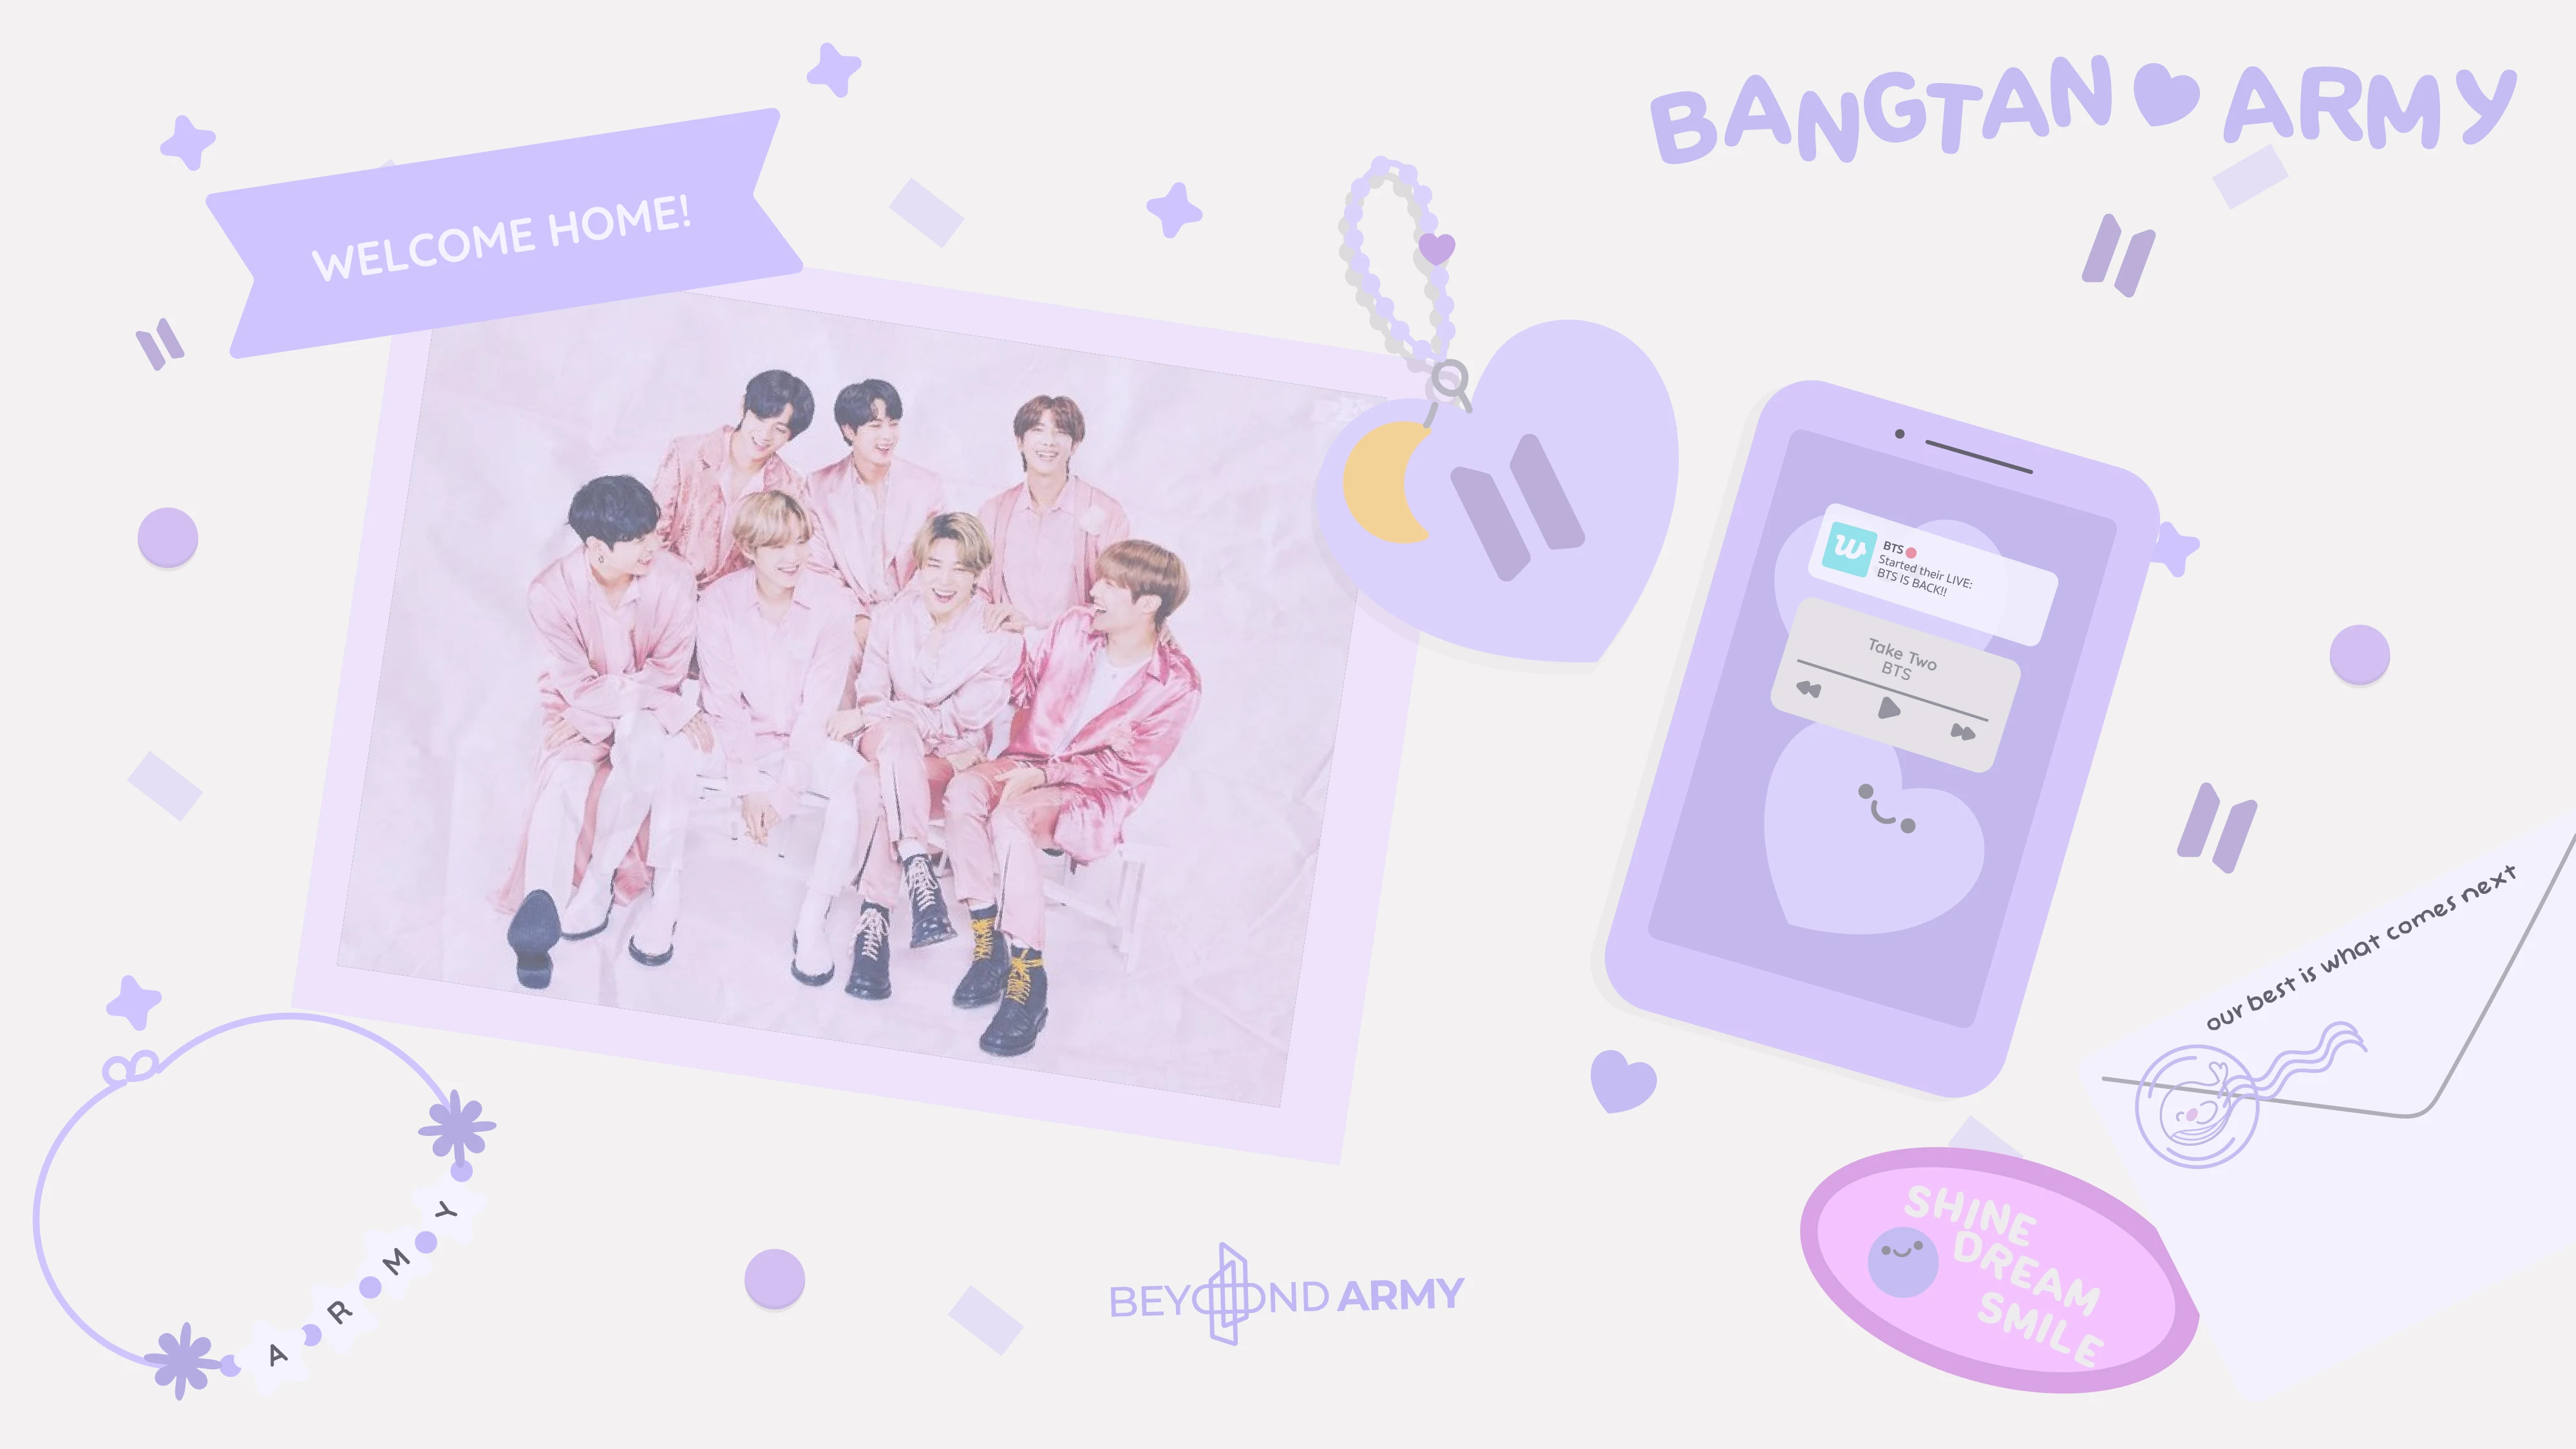 BANGTAN ARMY
WELCOME HOME!
BTS
Started their LIVE:
BTS IS BACK!!
Take Two
BTS
our best is what comes next
A R M Y
BEYOND ARMY
SHINE
DREAM
SMILE